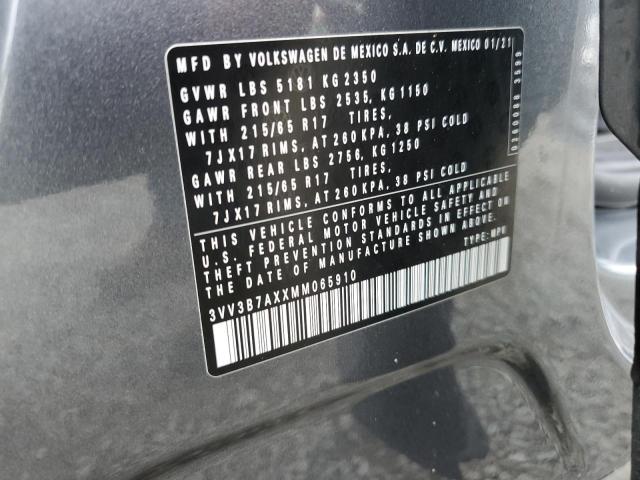 MFD BY VOLKSWAGEN DE MEXICO S.A. DE C.V. MEXICO 01/21
GVWR LBS 5181 KG 2350
GAWR FRONT LBS 2535, KG 1150
WITH 215/65 R17 TIRES,
7JX17 RIMS, AT 260 KPA, 38 PSI COLD
GAWR REAR LBS 2756, KG 1250
WITH 215/65 R17 TIRES,
7JX17 RIMS, AT 260 KPA, 38 PSI COLD
THIS VEHICLE CONFORMS TO ALL APPLICABLE
U.S. FEDERAL MOTOR VEHICLE SAFETY AND
THEFT PREVENTION STANDARDS IN EFFECT ON
THE DATE OF MANUFACTURE SHOWN ABOVE.
3VV3B7AXXMM065910 TYPE: MPV